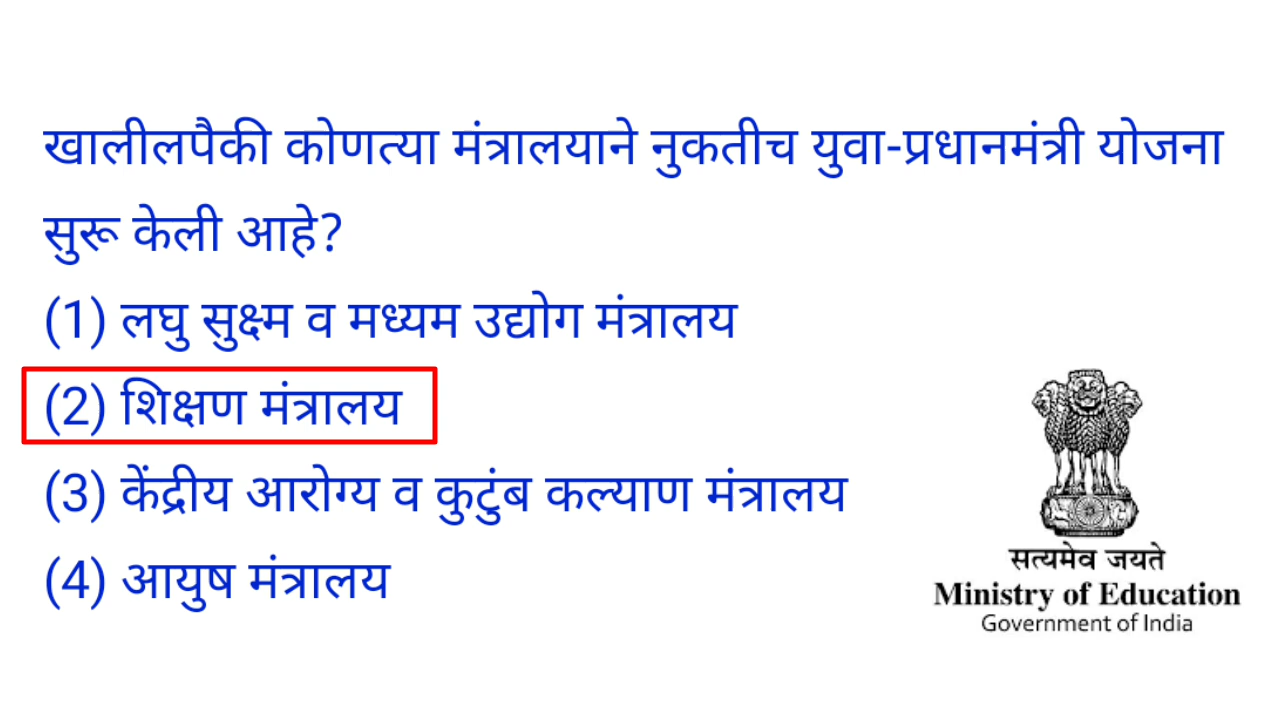 खालीलपैकी कोणत्या मंत्रालयाने नुकतीच युवा-प्रधानमंत्री योजना
सुरू केली आहे?
(1) लघु सुक्ष्म व मध्यम उद्योग मंत्रालय
(2) शिक्षण मंत्रालय
(3) केंद्रीय आरोग्य व कुटुंब कल्याण मंत्रालय
(4) आयुष मंत्रालय
सत्यमेव जयते
Ministry of Education
Government of India